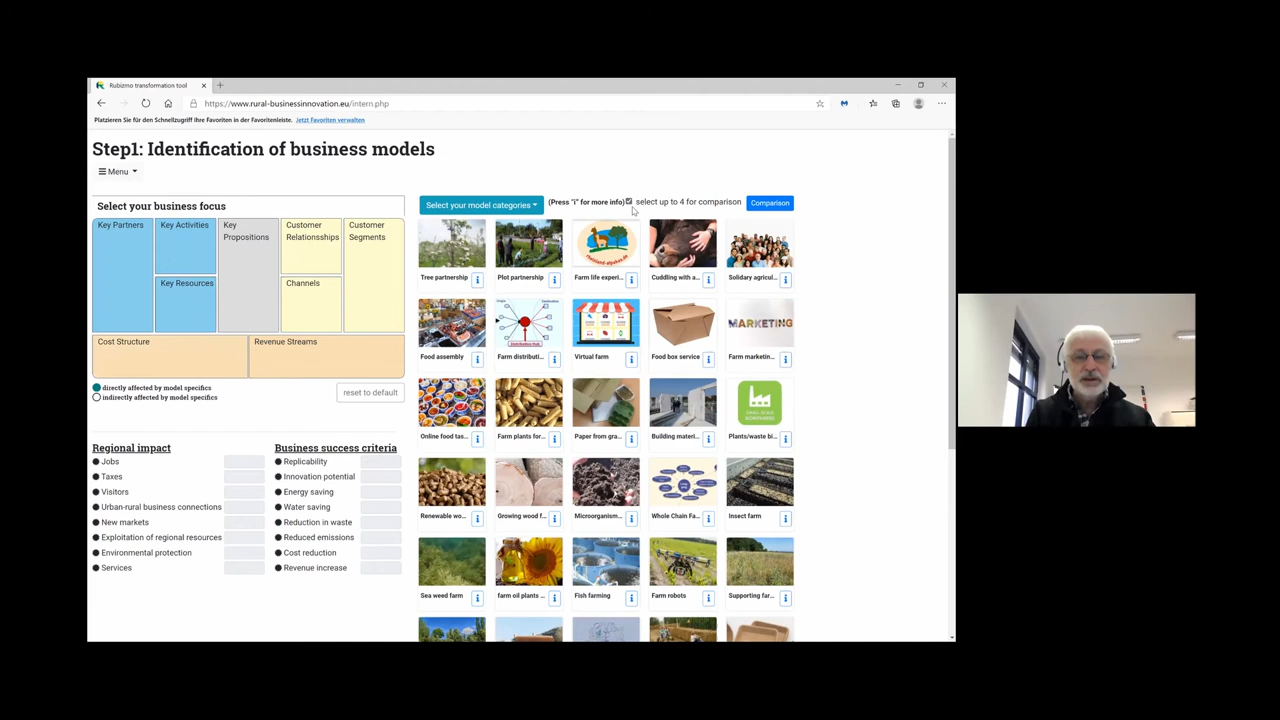 Rubizmo transformation tool
https://www.rural-businessinnovation.eu/intern.php
Platzieren Sie für den Schnellzugriff Ihre Favoriten in der Favoritenleiste. Jetzt Favoriten verwalten
Step1: Identification of business models
Menu
Select your business focus
Key Partners
Key Activities
Key
Propositions
Customer
Relationsships
Customer
Segments
Key Resources
Channels
Cost Structure
Revenue Streams
directly affected by model specifics
indirectly affected by model specifics
reset to default
Regional impact
Jobs
Taxes
Visitors
Urban-rural business connections
New markets
Exploitation of regional resources
Environmental protection
Services
Business success criteria
Replicability
Innovation potential
Energy saving
Water saving
Reduction in waste
Reduced emissions
Cost reduction
Revenue increase
Select your model categories
(Press "i" for more info)
select up to 4 for comparison
Comparison
rheinland-alpakas.de
Tree partnership i
Plot partnership i
Farm life experi... i
Cuddling with a... i
Solidary agricul... i
MARKETING
Food assembly i
Farm distributi... i
Virtual farm i
Food box service i
Farm marketin... i
Online food tas... i
Farm plants for... i
Paper from gra... i
Building materi... i
Plants/waste bi... i
Renewable wo... i
Growing wood f... i
Microorganism... i
Whole Chain Fa... i
Insect farm i
Sea weed farm i
farm oil plants ... i
Fish farming i
Farm robots i
Supporting far... i